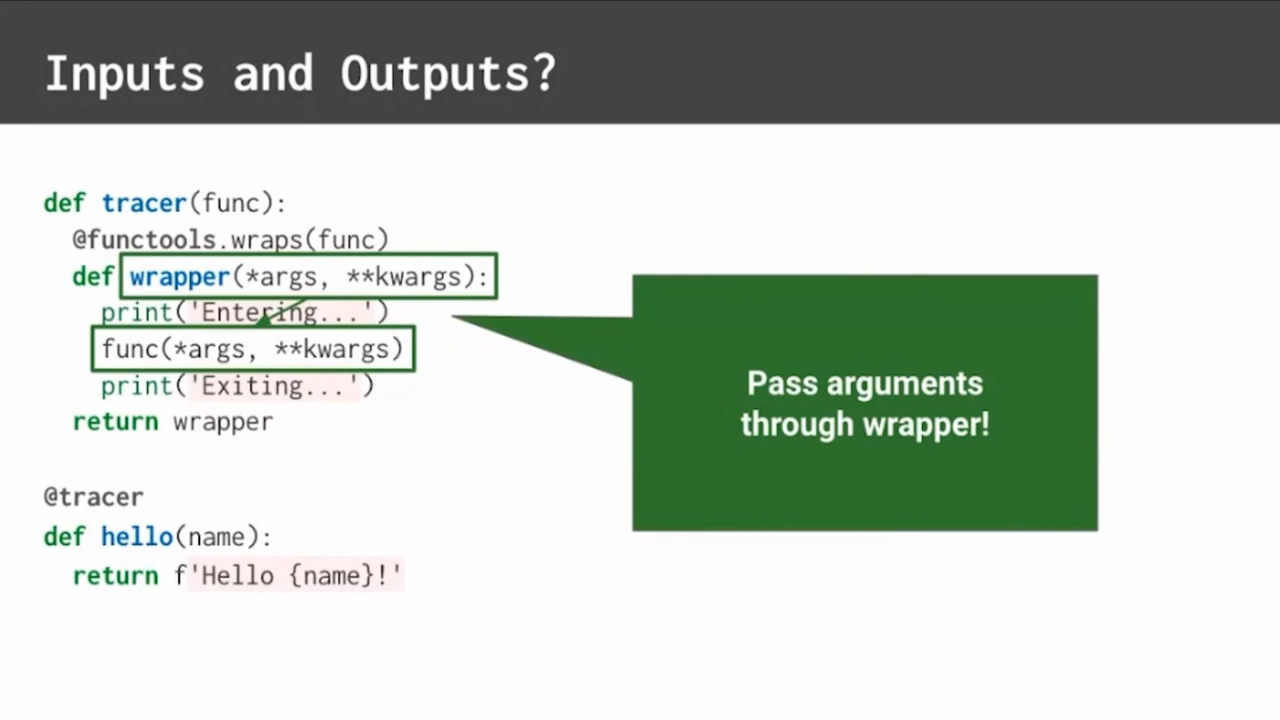 Inputs and Outputs?
def tracer(func):
  @functools.wraps(func)
  def wrapper(*args, **kwargs):
    print('Entering...')
    func(*args, **kwargs)
    print('Exiting...')
  return wrapper
@tracer
def hello(name):
  return f'Hello {name}!'
Pass arguments
through wrapper!